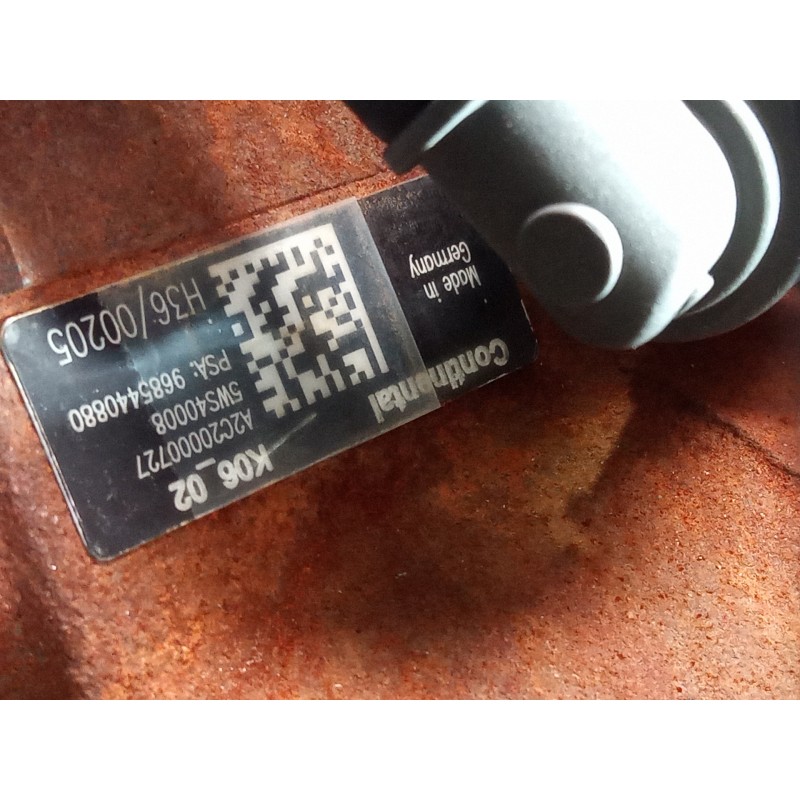 Continental
Made in
Germany
K06_02
A2C20000727
5WS40008
PSA: 9685440880
H36/00205